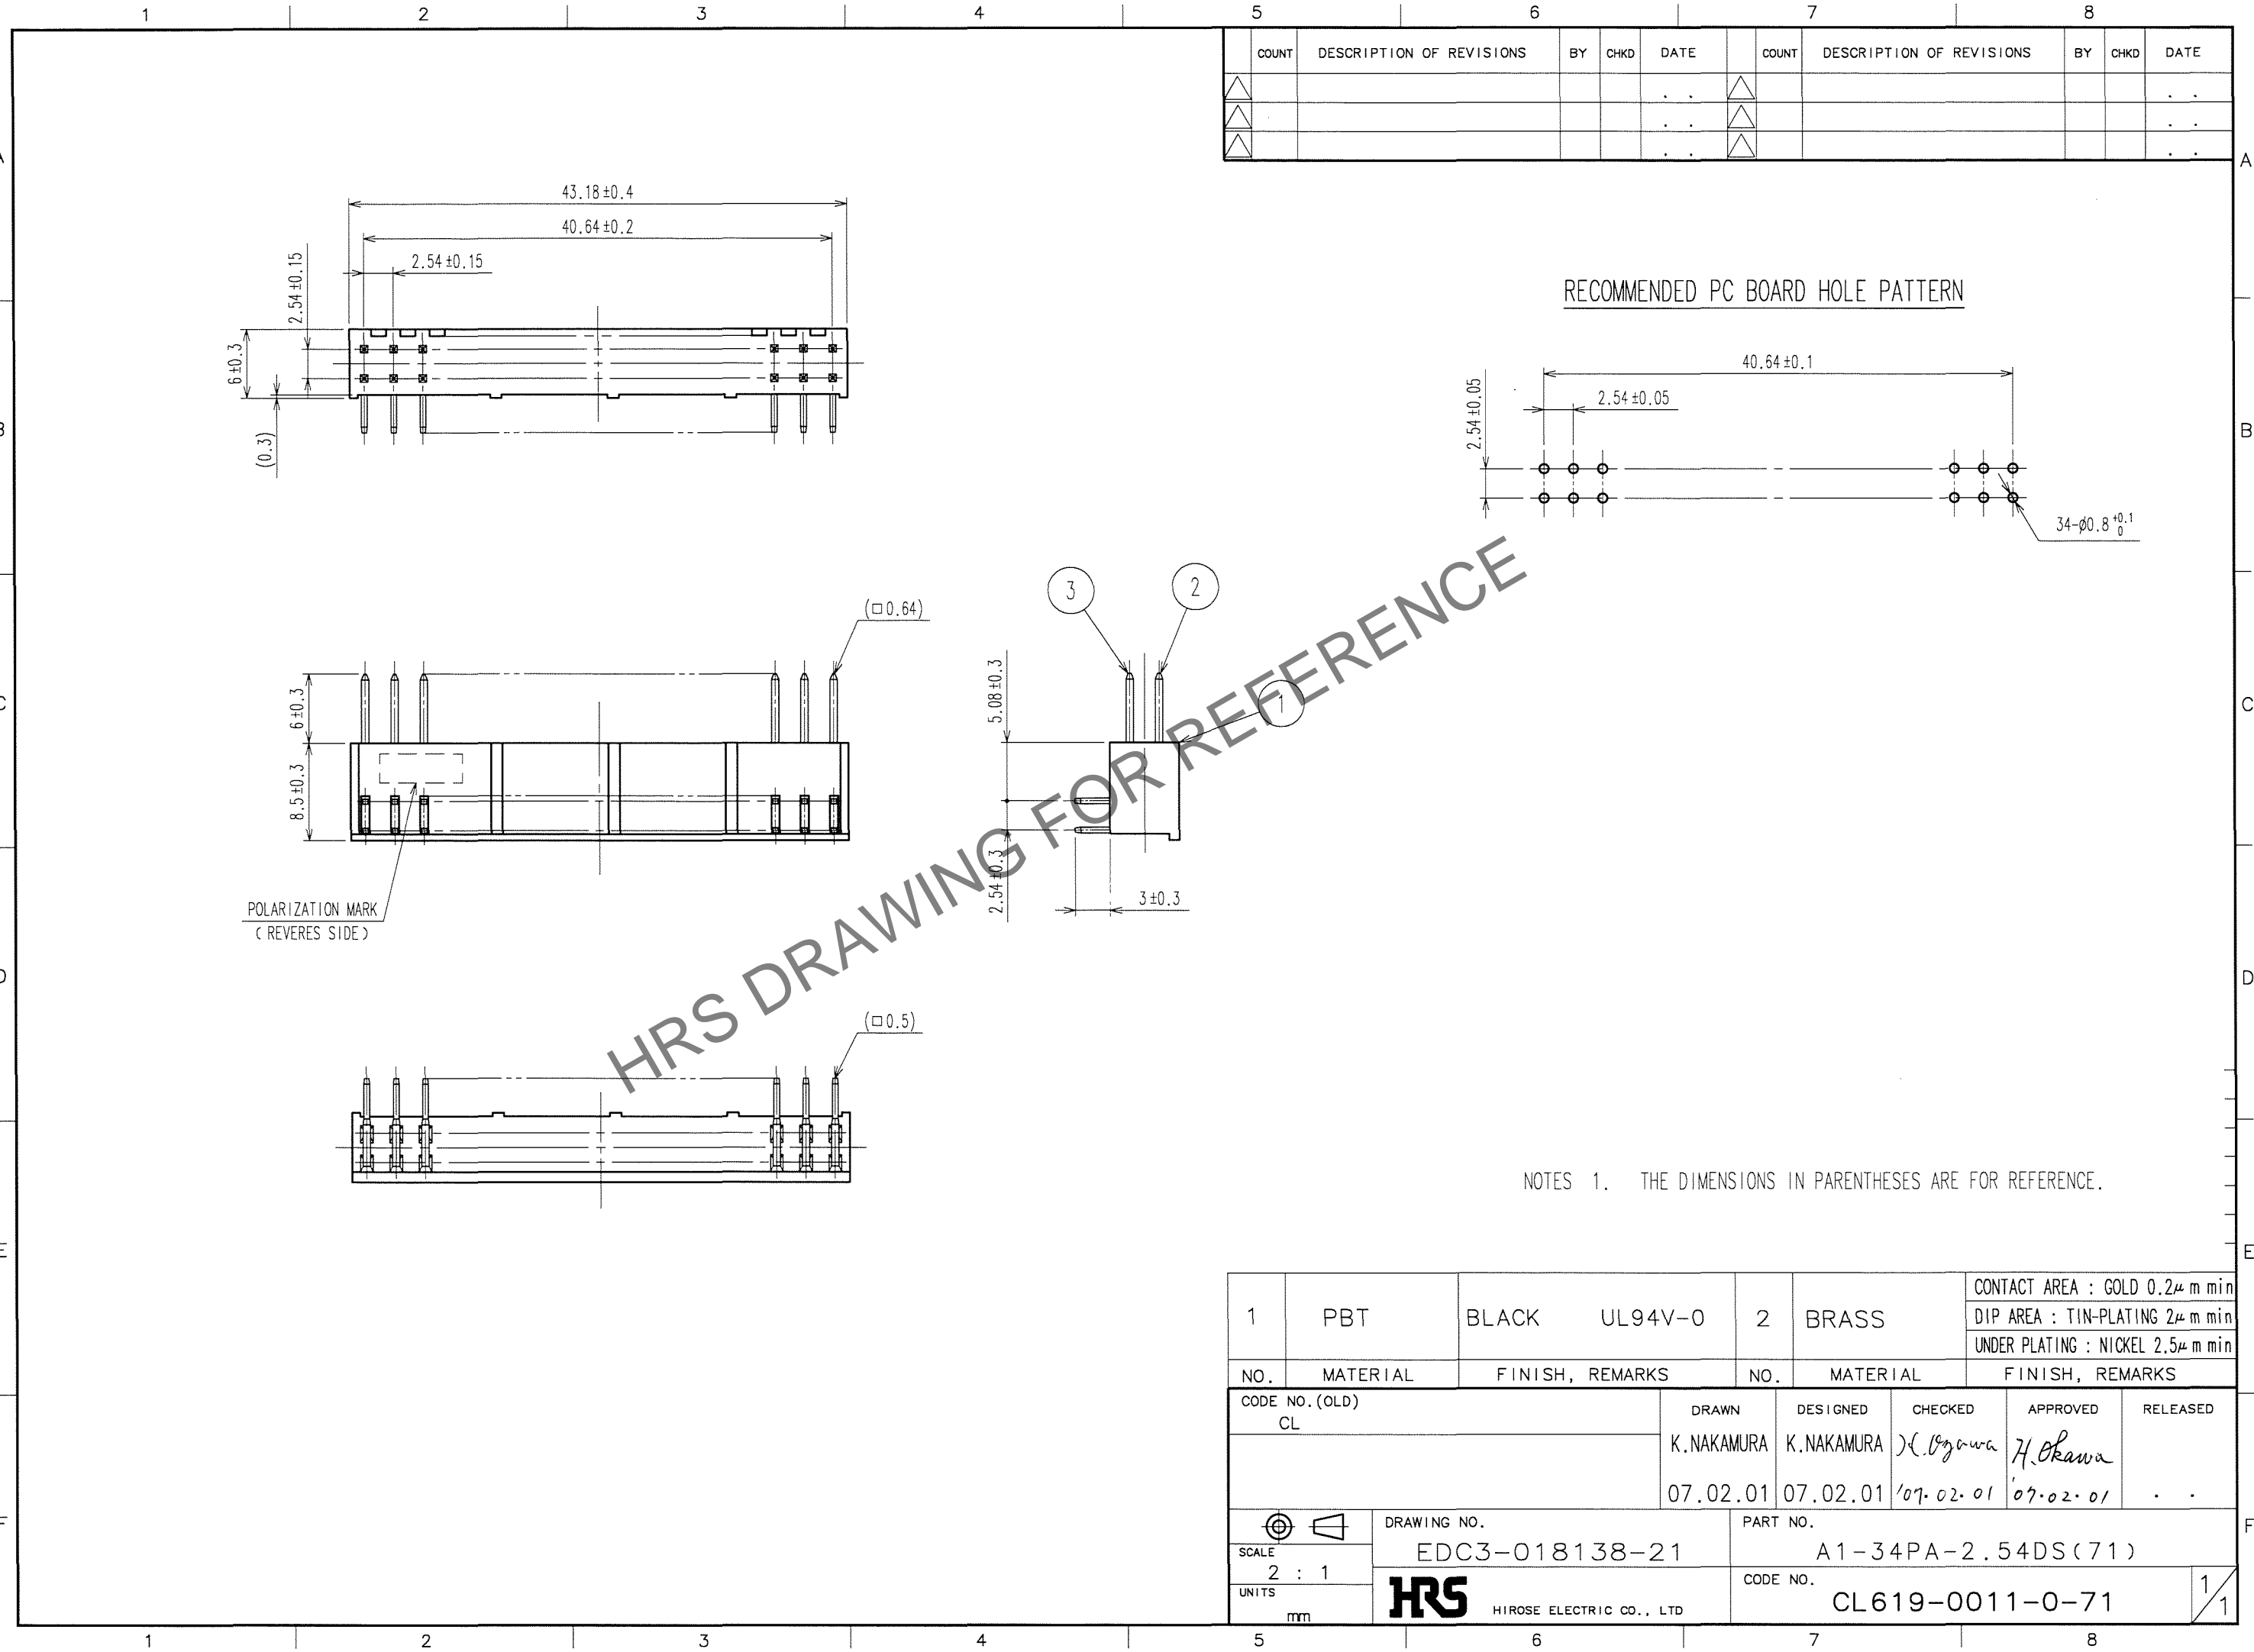 1 2 3 4 5 6 7 8
COUNT DESCRIPTION OF REVISIONS BY CHKD DATE COUNT DESCRIPTION OF REVISIONS BY CHKD DATE
. . . .
. . . .
. . . .
A
B
C
D
E
F
A
B
C
D
E
F
43.18±0.4
40.64±0.2
2.54±0.15
2.54±0.15
6±0.3
(0.3)
RECOMMENDED PC BOARD HOLE PATTERN
40.64±0.1
2.54±0.05
2.54±0.05
34-φ0.8 +0.1 0
(□0.64)
6±0.3
8.5±0.3
POLARIZATION MARK
(REVERES SIDE)
3
2
1
5.08±0.3
2.54±0.3
3±0.3
(□0.5)
HRS DRAWING FOR REFERENCE
NOTES 1. THE DIMENSIONS IN PARENTHESES ARE FOR REFERENCE.
1 PBT BLACK UL94V-0 2 BRASS
CONTACT AREA : GOLD 0.2μm min
DIP AREA : TIN-PLATING 2μm min
UNDER PLATING : NICKEL 2.5μm min
NO. MATERIAL FINISH, REMARKS NO. MATERIAL FINISH, REMARKS
CODE NO.(OLD)
CL
DRAWN DESIGNED CHECKED APPROVED RELEASED
K.NAKAMURA K.NAKAMURA H.Ozawa H.Okawa
07.02.01 07.02.01 '07.02.01 '07.02.01 . .
SCALE
2 : 1
UNITS
mm
DRAWING NO.
EDC3-018138-21
PART NO.
A1-34PA-2.54DS(71)
HRS HIROSE ELECTRIC CO., LTD
CODE NO.
CL619-0011-0-71
1/1
1 2 3 4 5 6 7 8